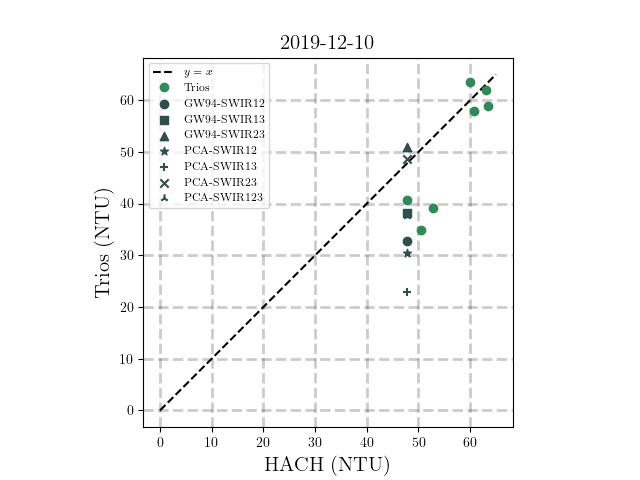 2019-12-10
y = x
Trios
GW94-SWIR12
GW94-SWIR13
GW94-SWIR23
PCA-SWIR12
PCA-SWIR13
PCA-SWIR23
PCA-SWIR123
Trios (NTU)
60
50
40
30
20
10
0
0 10 20 30 40 50 60
HACH (NTU)